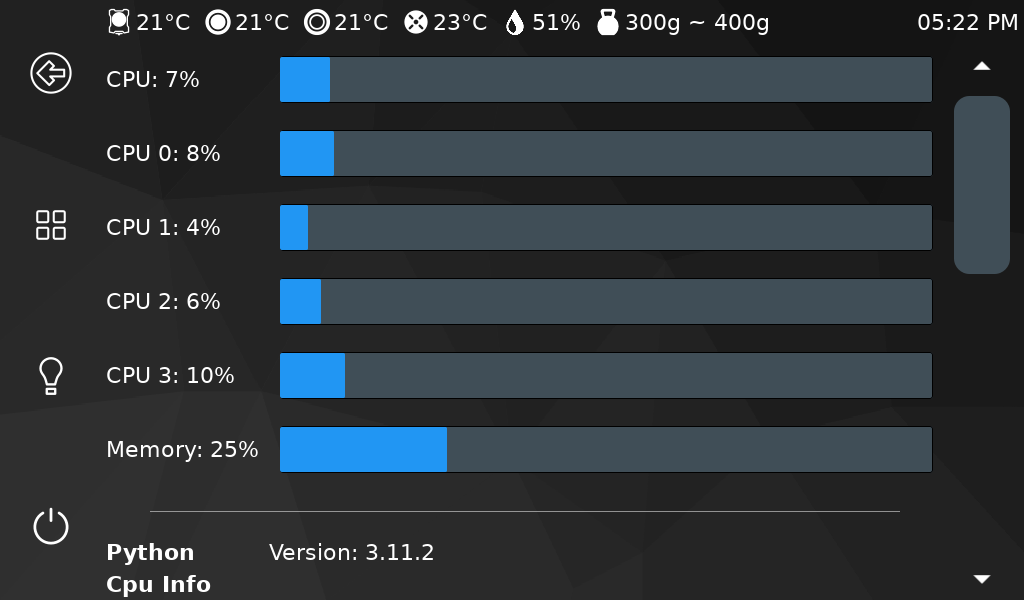 21°C 21°C 21°C 23°C 51% 300g ~ 400g 05:22 PM
CPU: 7%
CPU 0: 8%
CPU 1: 4%
CPU 2: 6%
CPU 3: 10%
Memory: 25%
Python Version: 3.11.2
Cpu Info